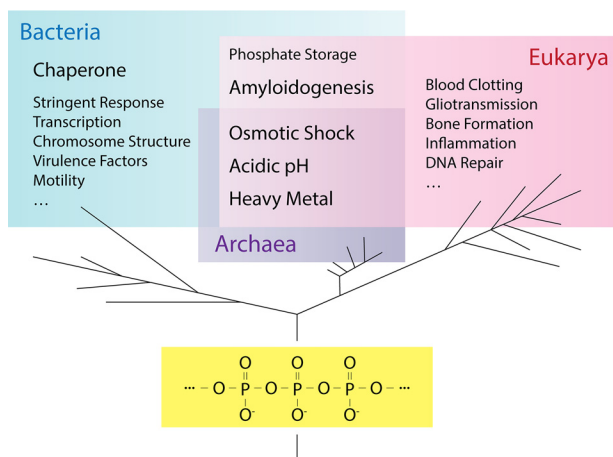 Bacteria
Chaperone
Stringent Response
Transcription
Chromosome Structure
Virulence Factors
Motility
...
Phosphate Storage
Amyloidogenesis
Osmotic Shock
Acidic pH
Heavy Metal
Archaea
Eukarya
Blood Clotting
Gliotransmission
Bone Formation
Inflammation
DNA Repair
...
O O O
... – O – P – O – P – O – P – O – ...
O- O- O-